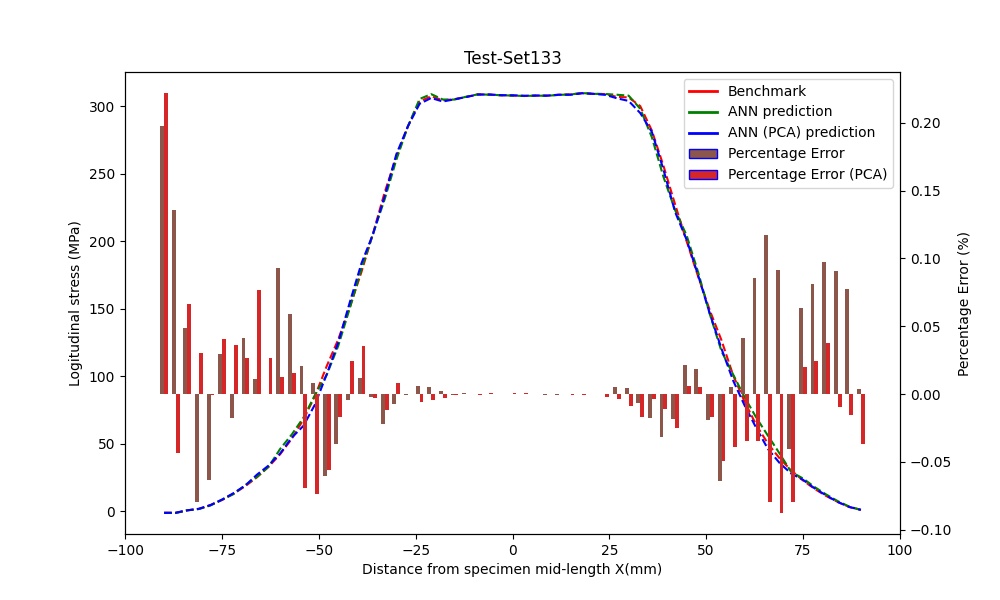 Test-Set133
Benchmark
ANN prediction
ANN (PCA) prediction
Percentage Error
Percentage Error (PCA)
Logitudinal stress (MPa)
300
250
200
150
100
50
0
0.20
0.15
0.10
0.05
0.00
−0.05
−0.10
Percentage Error (%)
−100 −75 −50 −25 0 25 50 75 100
Distance from specimen mid-length X(mm)